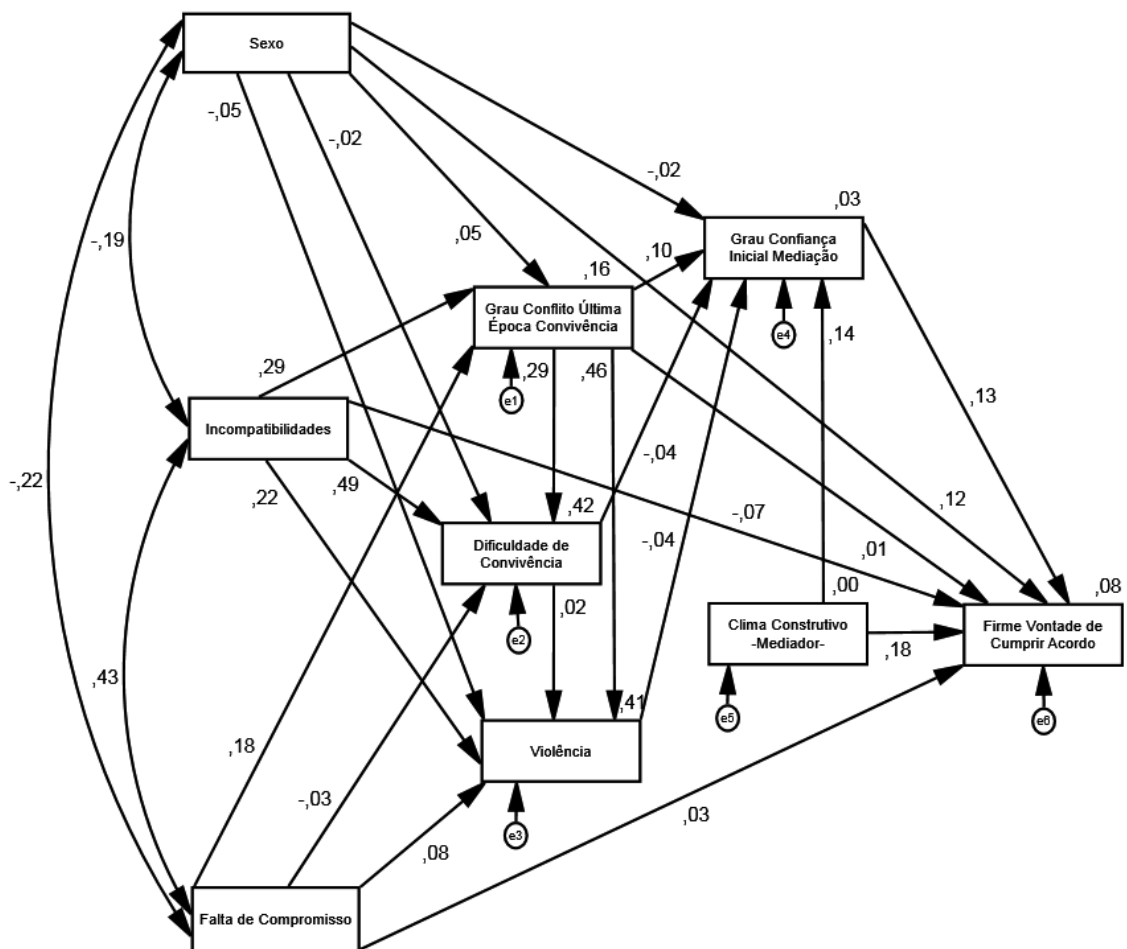 Sexo
-,05
-,02
-,02
,03
-,19
,05
,10
Grau Confiança
Inicial Mediação
,16
Grau Conflito Última
Época Convivência
e4
,14
,29
,29
,46
e1
,13
Incompatibilidades
-,04
-,22
,22
,49
,42
-,07
,12
Dificuldade de
Convivência
-,04
,01
,02
,00
,08
e2
Clima Construtivo
-Mediador-
,18
Firme Vontade de
Cumprir Acordo
,43
,41
e5
e6
,18
Violência
-,03
e3
,03
,08
Falta de Compromisso